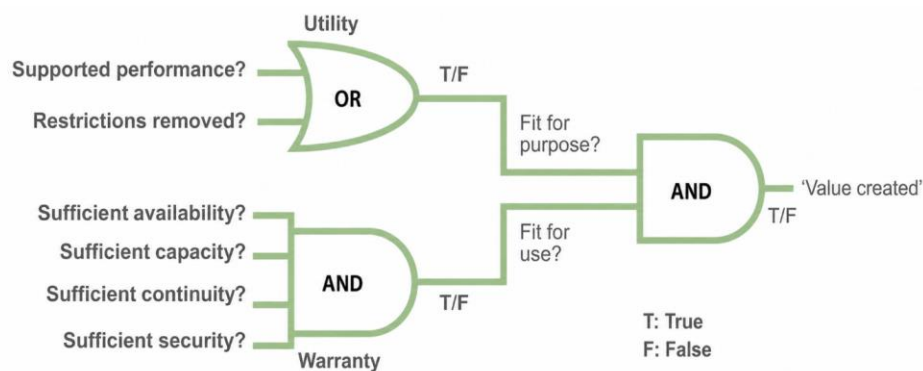 Utility
Supported performance?
T/F
OR
Restrictions removed?
Fit for
purpose?
AND
'Value created'
T/F
Sufficient availability?
Sufficient capacity?
Fit for
use?
AND
Sufficient continuity?
T/F
Sufficient security?
Warranty
T: True
F: False